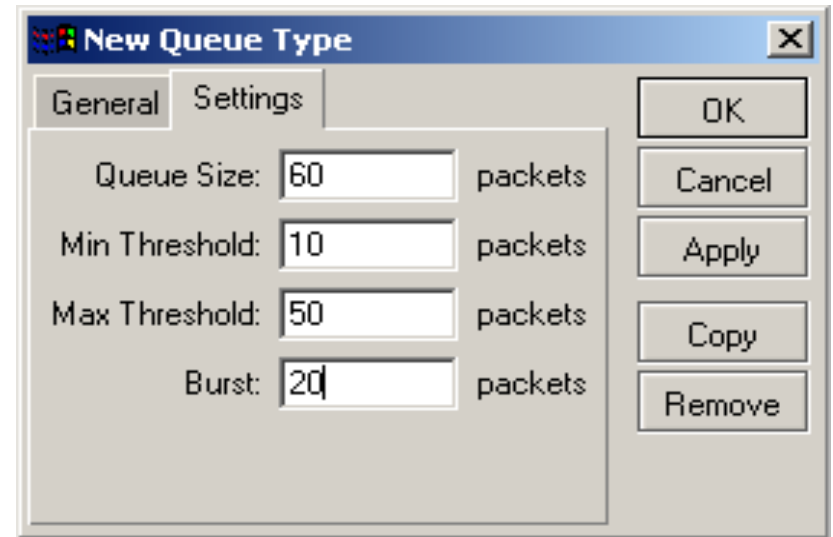 New Queue Type
General Settings
Queue Size: 60 packets
Min Threshold: 10 packets
Max Threshold: 50 packets
Burst: 20 packets
OK
Cancel
Apply
Copy
Remove